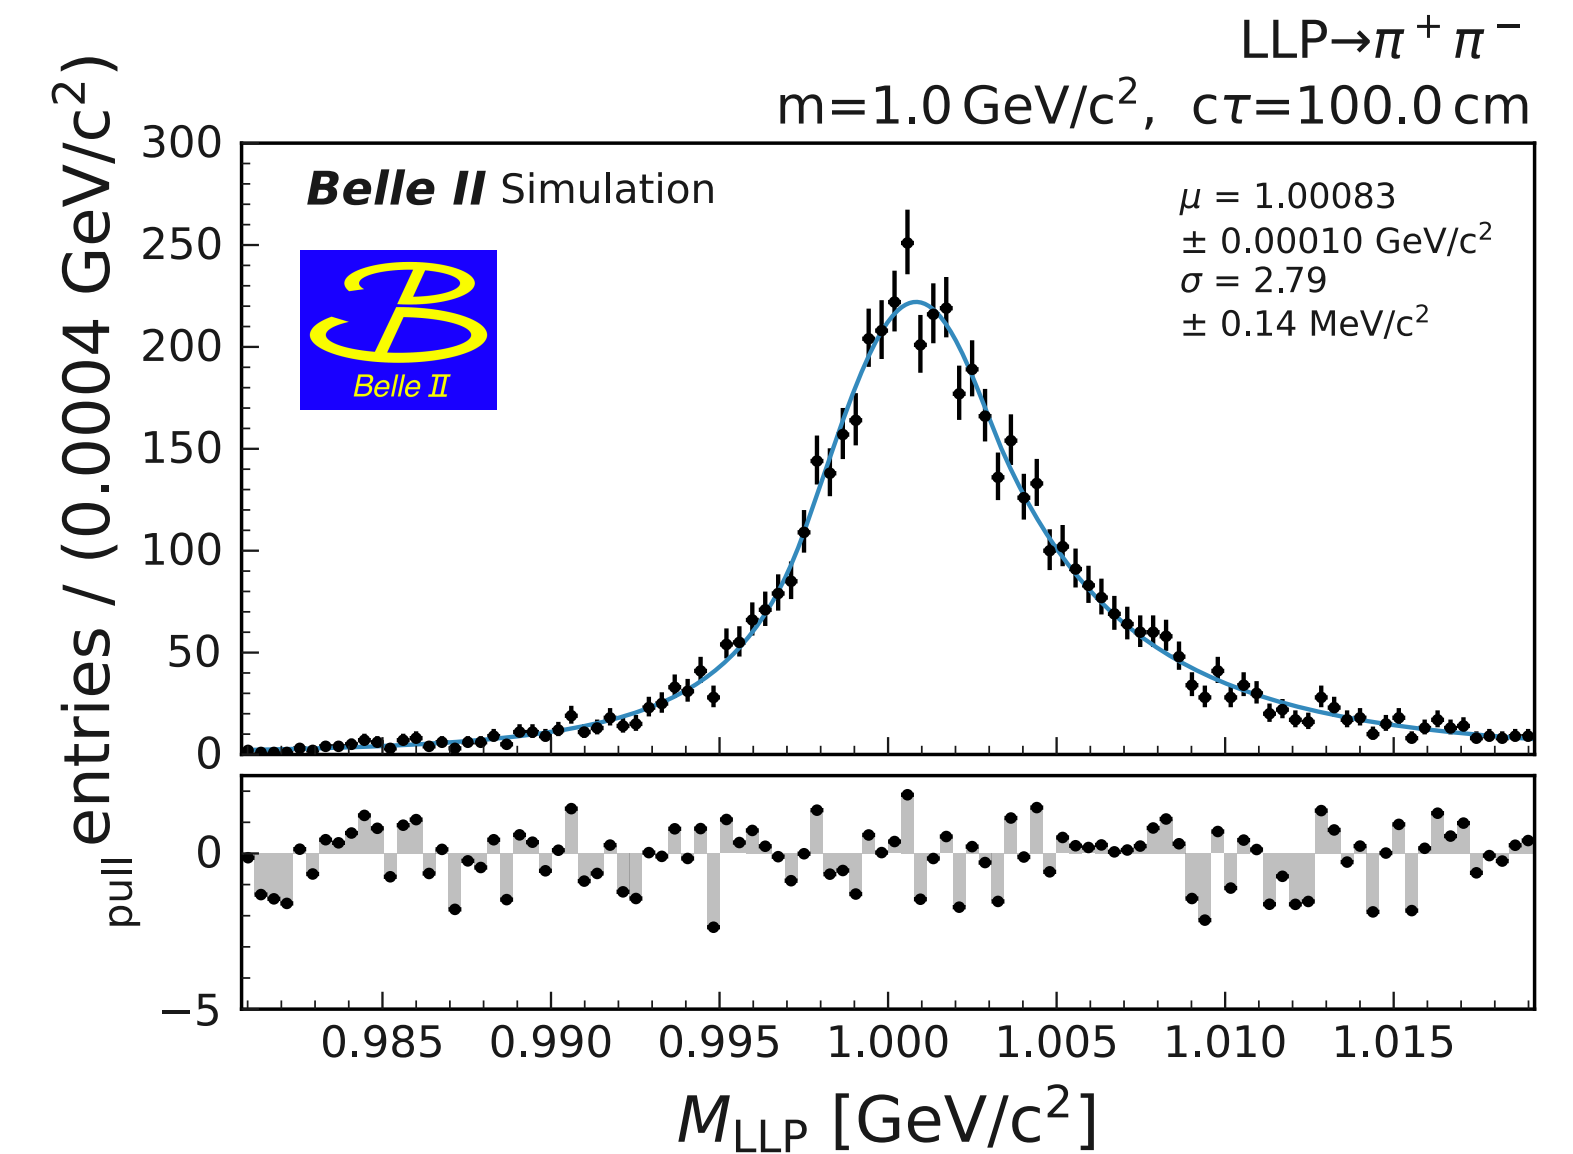 LLP→π⁺π⁻
m=1.0 GeV/c², cτ=100.0 cm
entries / (0.0004 GeV/c²)
300
250
200
150
100
50
0
Belle II Simulation
Belle II
μ = 1.00083
± 0.00010 GeV/c²
σ = 2.79
± 0.14 MeV/c²
pull
0
−5
0.985 0.990 0.995 1.000 1.005 1.010 1.015
M_LLP [GeV/c²]